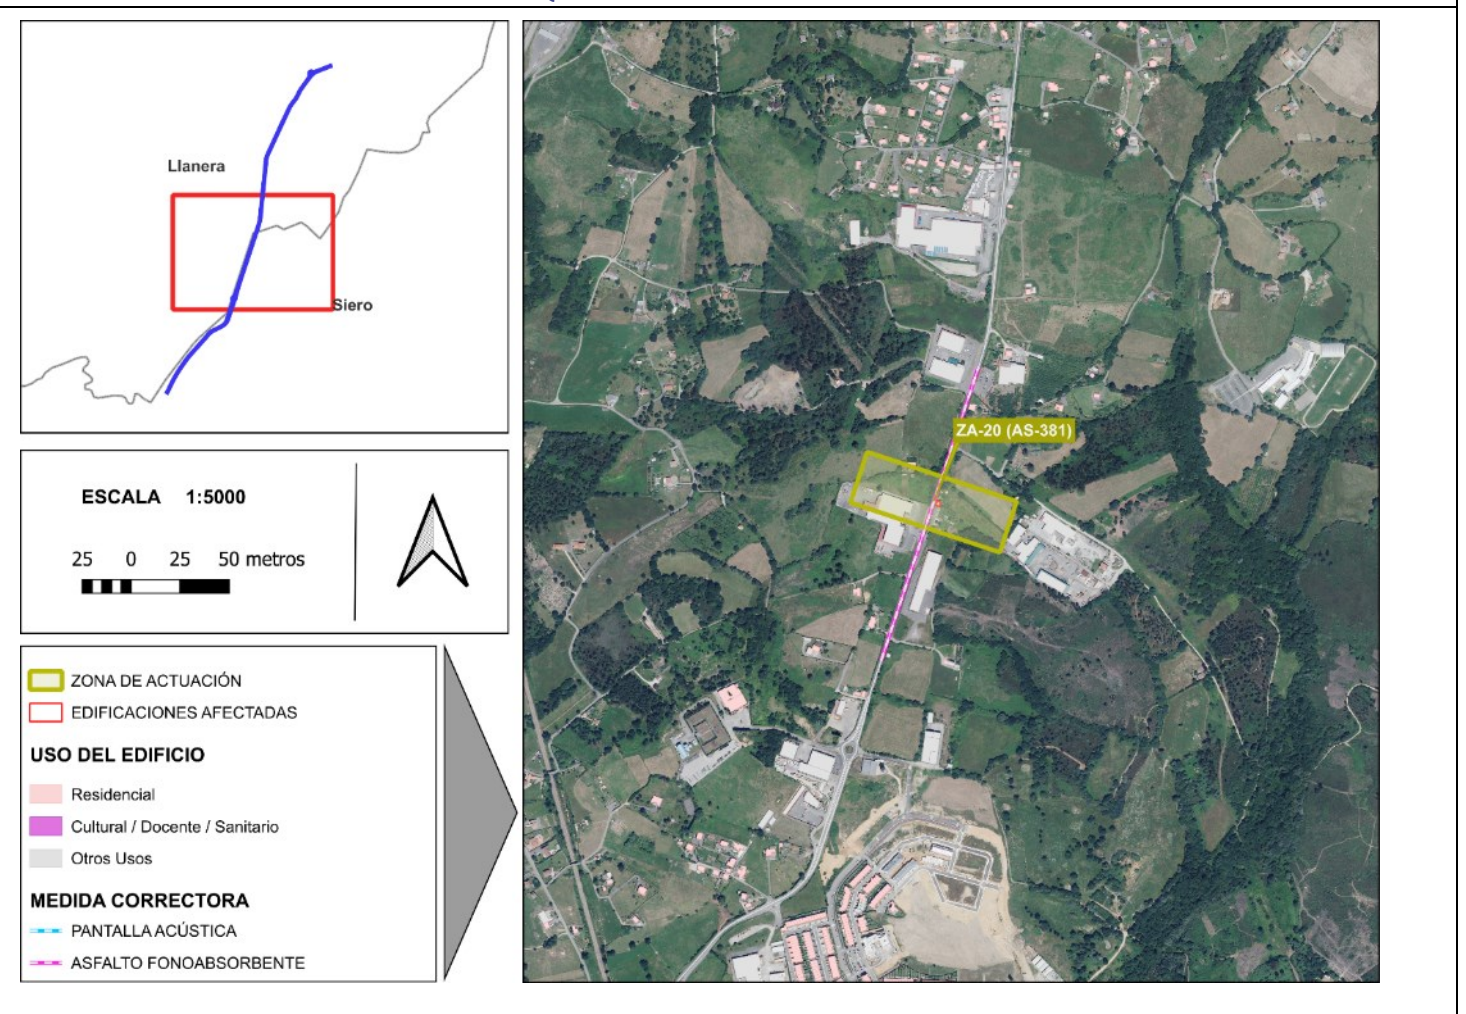 Llanera
Siero
ESCALA 1:5000
25 0 25 50 metros
ZONA DE ACTUACIÓN
EDIFICACIONES AFECTADAS
USO DEL EDIFICIO
Residencial
Cultural / Docente / Sanitario
Otros Usos
MEDIDA CORRECTORA
PANTALLA ACÚSTICA
ASFALTO FONOABSORBENTE
ZA-20 (AS-381)